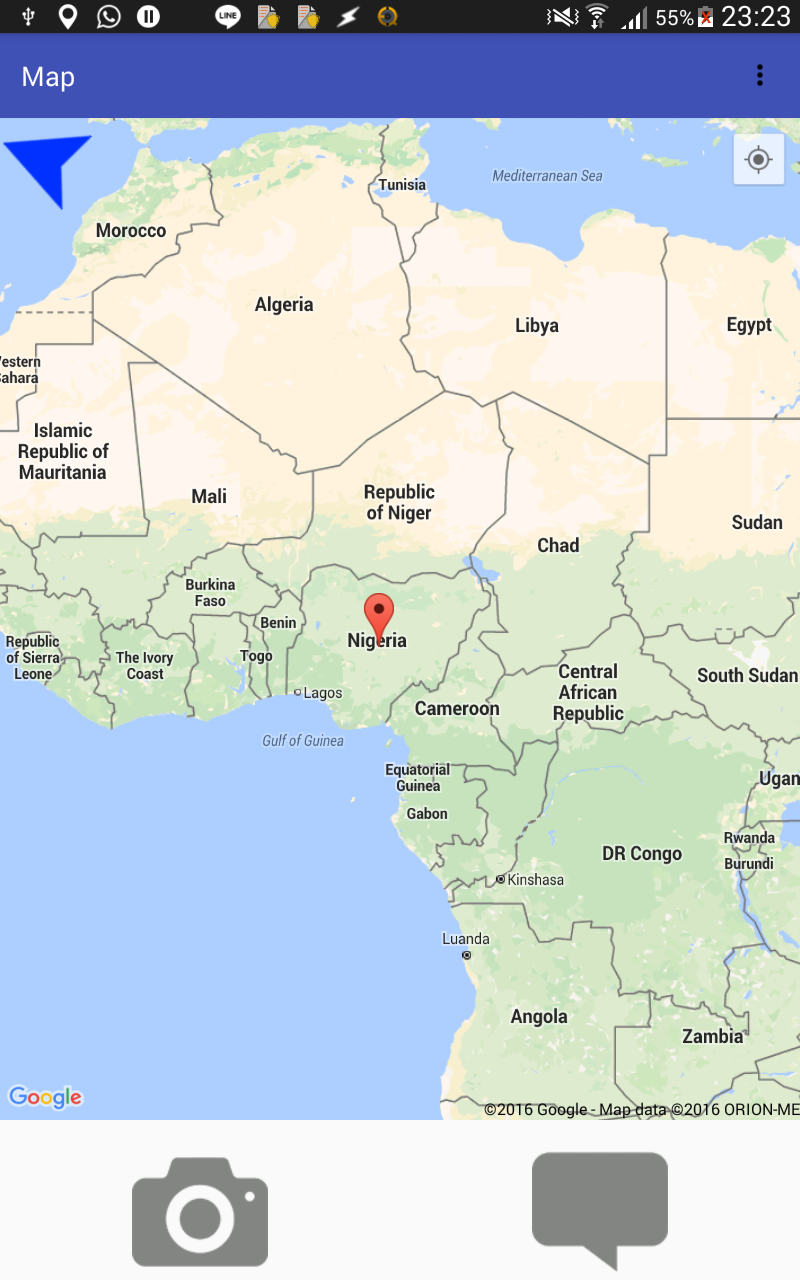 LINE
55%
23:23
Map
Mediterranean Sea
Tunisia
Morocco
Algeria
Libya
Egypt
estern
Sahara
Islamic
Republic of
Mauritania
Mali
Republic
of Niger
Chad
Sudan
Burkina
Faso
Benin
Nigeria
Republic
of Sierra
Leone
The Ivory
Coast
Togo
Lagos
Cameroon
Central
African
Republic
South Sudan
Gulf of Guinea
Equatorial
Guinea
Gabon
Ugan
Rwanda
Burundi
DR Congo
Kinshasa
Luanda
Angola
Zambia
Google
©2016 Google - Map data ©2016 ORION-ME